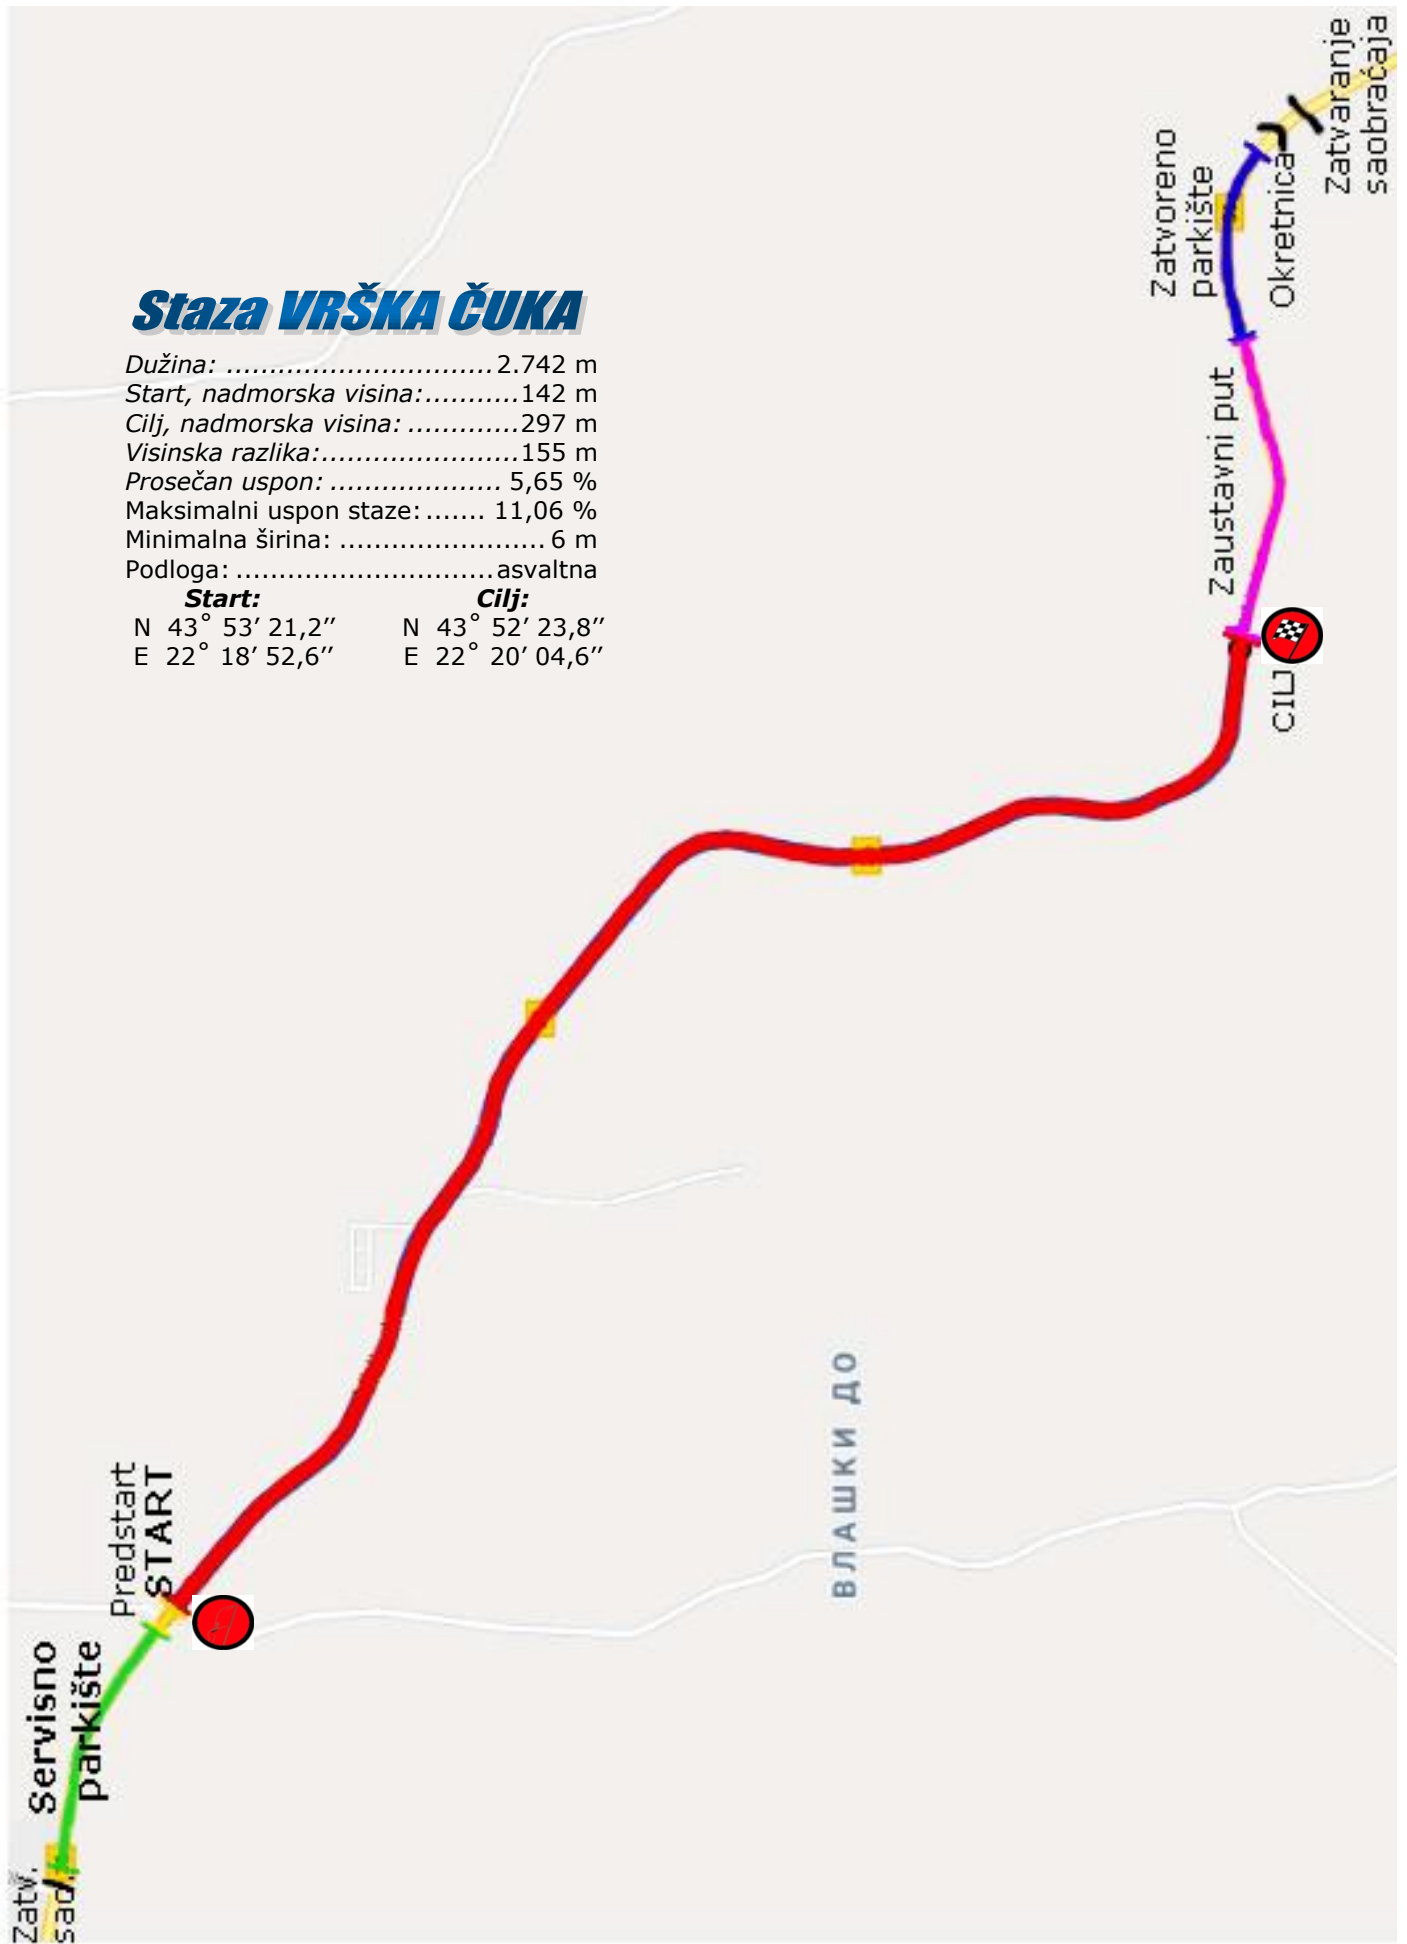 Staza VRŠKA ČUKA
Dužina: ............................... 2.742 m
Start, nadmorska visina: ........... 142 m
Cilj, nadmorska visina: ............. 297 m
Visinska razlika: ....................... 155 m
Prosečan uspon: .................... 5,65 %
Maksimalni uspon staze: ....... 11,06 %
Minimalna širina: ........................ 6 m
Podloga: .............................. asvaltna
Start: Cilj:
N 43° 53′ 21,2″ N 43° 52′ 23,8″
E 22° 18′ 52,6″ E 22° 20′ 04,6″
Zatvaranje
saobraćaja
Zatvoreno
parkište
Okretnica
Zaustavni put
CILJ
ВЛАШКИ ДО
Predstart
START
Servisno
parkište
Zatv.
sao.